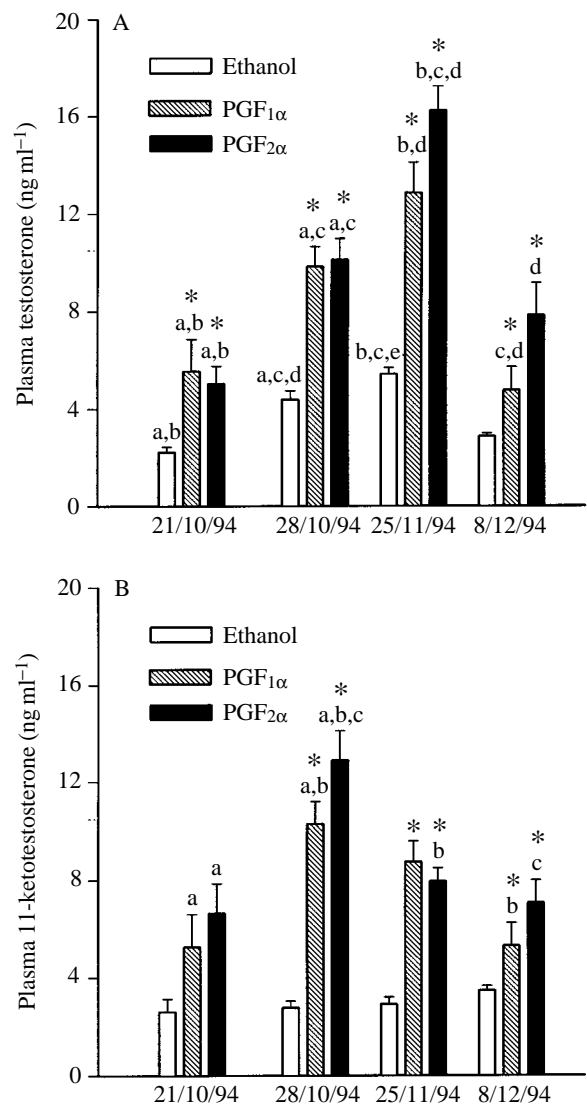 A
20
16
12
8
4
0
Plasma testosterone (ng ml⁻¹)
Ethanol
PGF₁α
PGF₂α
a,b
* a,b
* a,b
a,c,d
* a,c
* a,c
b,c,e
* b,d
* b,c,d
* c,d
* d
21/10/94 28/10/94 25/11/94 8/12/94
B
20
16
12
8
4
0
Plasma 11-ketotestosterone (ng ml⁻¹)
Ethanol
PGF₁α
PGF₂α
a
a
* a,b
* a,b,c
*
* b
* b
* c
21/10/94 28/10/94 25/11/94 8/12/94